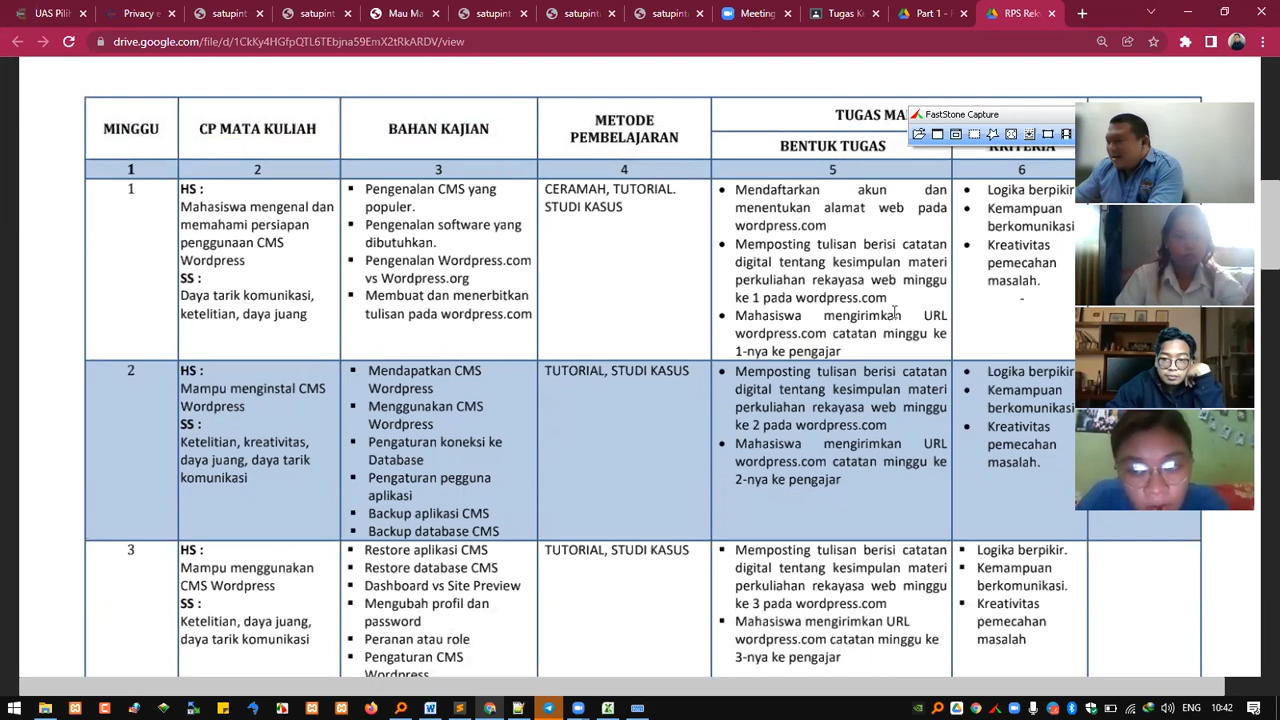 UAS Pilih
Privacy e
satupint
satupint
Mau Ma
satupint
satupint
satupint
Meeting
Tugas Ke
Part 1 - F
RPS Rek
drive.google.com/file/d/1CkKy4HGfpQTL6TEbjna59EmX2tRkARDV/view
FastStone Capture
MINGGU
CP MATA KULIAH
BAHAN KAJIAN
METODE
PEMBELAJARAN
TUGAS MA
BENTUK TUGAS
KRITERIA
1
2
3
4
5
6
1
HS :
Mahasiswa mengenal dan
memahami persiapan
penggunaan CMS
Wordpress
SS :
Daya tarik komunikasi,
ketelitian, daya juang
Pengenalan CMS yang
populer.
Pengenalan software yang
dibutuhkan.
Pengenalan Wordpress.com
vs Wordpress.org
Membuat dan menerbitkan
tulisan pada wordpress.com
CERAMAH, TUTORIAL.
STUDI KASUS
Mendaftarkan akun dan
menentukan alamat web pada
wordpress.com
Memposting tulisan berisi catatan
digital tentang kesimpulan materi
perkuliahan rekayasa web minggu
ke 1 pada wordpress.com
Mahasiswa mengirimkan URL
wordpress.com catatan minggu ke
1-nya ke pengajar
Logika berpikir
Kemampuan
berkomunikasi
Kreativitas
pemecahan
masalah.
-
2
HS :
Mampu menginstal CMS
Wordpress
SS :
Ketelitian, kreativitas,
daya juang, daya tarik
komunikasi
Mendapatkan CMS
Wordpress
Menggunakan CMS
Wordpress
Pengaturan koneksi ke
Database
Pengaturan pegguna
aplikasi
Backup aplikasi CMS
Backup database CMS
TUTORIAL, STUDI KASUS
Memposting tulisan berisi catatan
digital tentang kesimpulan materi
perkuliahan rekayasa web minggu
ke 2 pada wordpress.com
Mahasiswa mengirimkan URL
wordpress.com catatan minggu ke
2-nya ke pengajar
Logika berpikir
Kemampuan
berkomunikasi
Kreativitas
pemecahan
masalah.
3
HS :
Mampu menggunakan
CMS Wordpress
SS :
Ketelitian, daya juang,
daya tarik komunikasi
Restore aplikasi CMS
Restore database CMS
Dashboard vs Site Preview
Mengubah profil dan
password
Peranan atau role
Pengaturan CMS
Wordpress
TUTORIAL, STUDI KASUS
Memposting tulisan berisi catatan
digital tentang kesimpulan materi
perkuliahan rekayasa web minggu
ke 3 pada wordpress.com
Mahasiswa mengirimkan URL
wordpress.com catatan minggu ke
3-nya ke pengajar
Logika berpikir.
Kemampuan
berkomunikasi.
Kreativitas
pemecahan
masalah
10:42